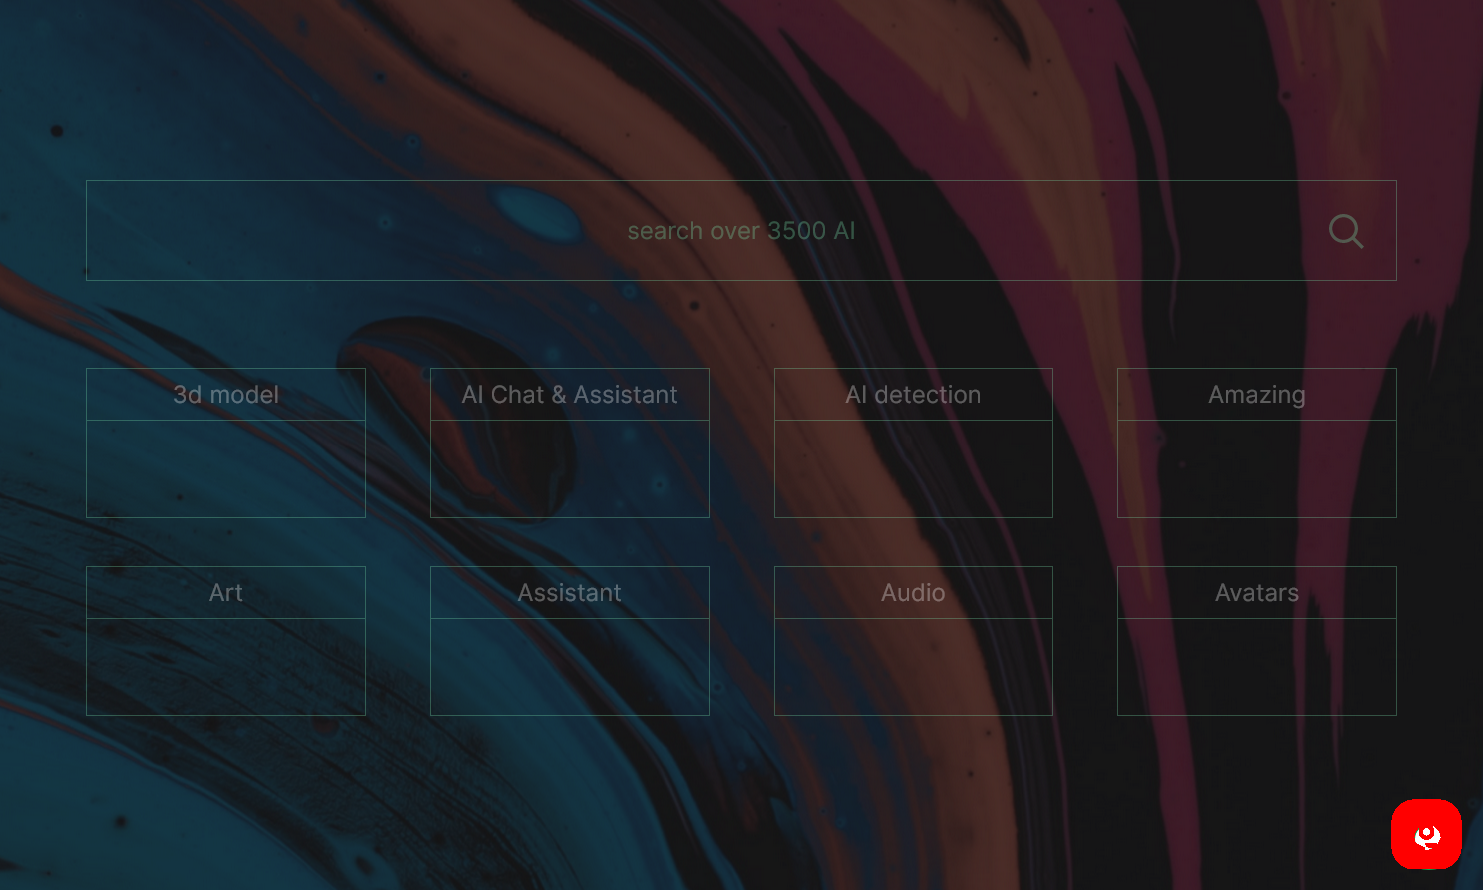 search over 3500 AI
3d model
AI Chat & Assistant
AI detection
Amazing
Art
Assistant
Audio
Avatars